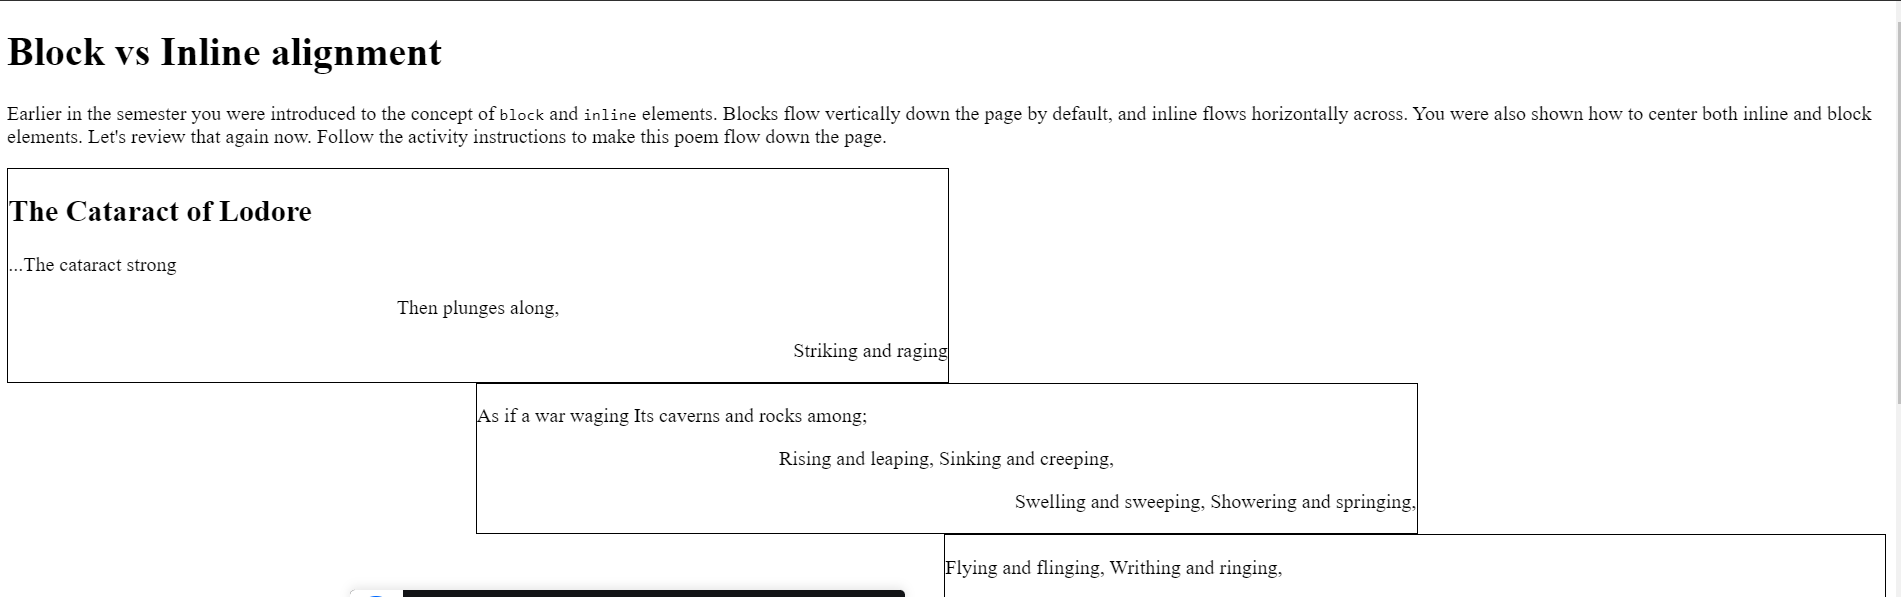 Block vs Inline alignment
Earlier in the semester you were introduced to the concept of block and inline elements. Blocks flow vertically down the page by default, and inline flows horizontally across. You were also shown how to center both inline and block
elements. Let's review that again now. Follow the activity instructions to make this poem flow down the page.
The Cataract of Lodore
...The cataract strong
Then plunges along,
Striking and raging
As if a war waging Its caverns and rocks among;
Rising and leaping, Sinking and creeping,
Swelling and sweeping, Showering and springing,
Flying and flinging, Writhing and ringing,